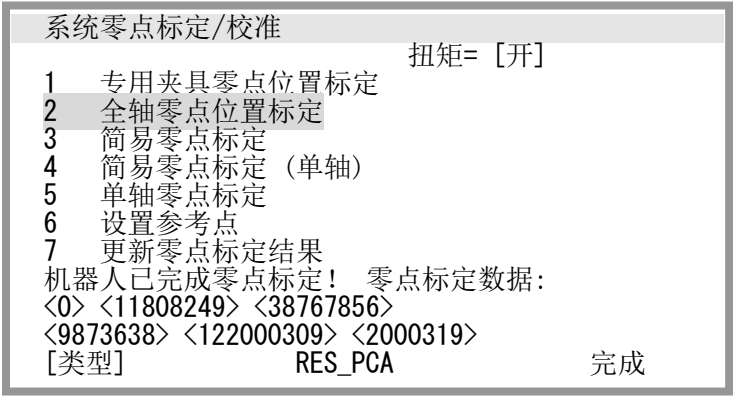 系统零点标定/校准
扭矩= [开]
1 专用夹具零点位置标定
2 全轴零点位置标定
3 简易零点标定
4 简易零点标定 (单轴)
5 单轴零点标定
6 设置参考点
7 更新零点标定结果
机器人已完成零点标定! 零点标定数据:
<0> <11808249> <38767856>
<9873638> <122000309> <2000319>
[类型] RES_PCA 完成